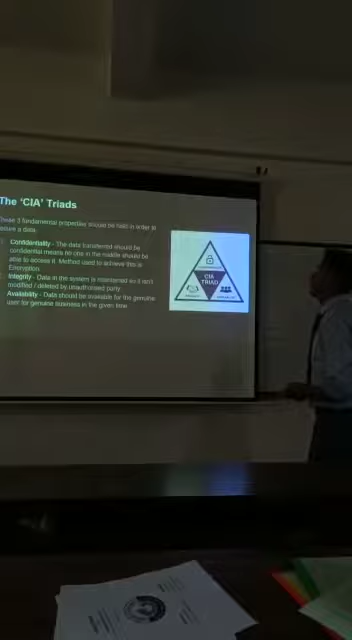 The 'CIA' Triads
These 3 fundamental properties should be held in order to
secure a data.
Confidentiality - The data transferred should be
confidential means no one in the middle should be
able to access it. Method used to achieve this is
Encryption.
Integrity - Data in the system is maintained so it isn't
modified / deleted by unauthorised party.
Availability - Data should be available for the genuine
user for genuine business in the given time.
CIA
TRIAD